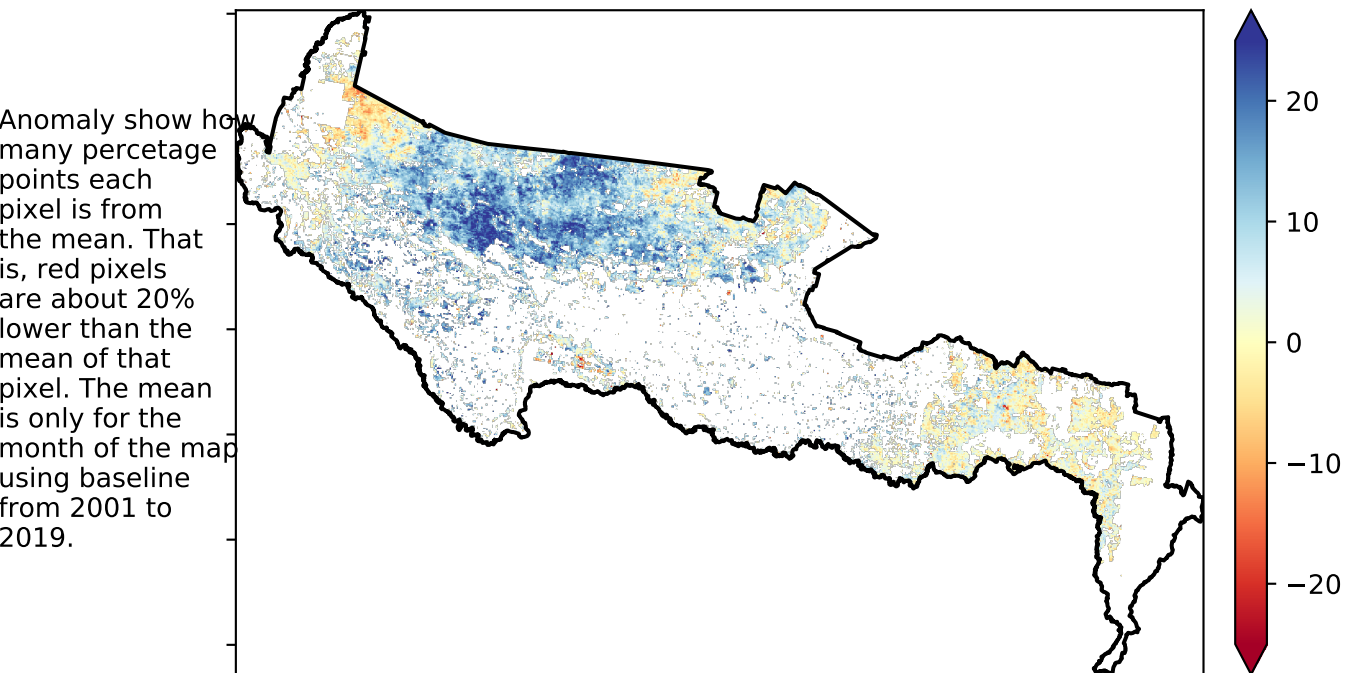 Anomaly show how
many percetage
points each
pixel is from
the mean. That
is, red pixels
are about 20%
lower than the
mean of that
pixel. The mean
is only for the
month of the map
using baseline
from 2001 to
2019.
20
10
0
−10
−20